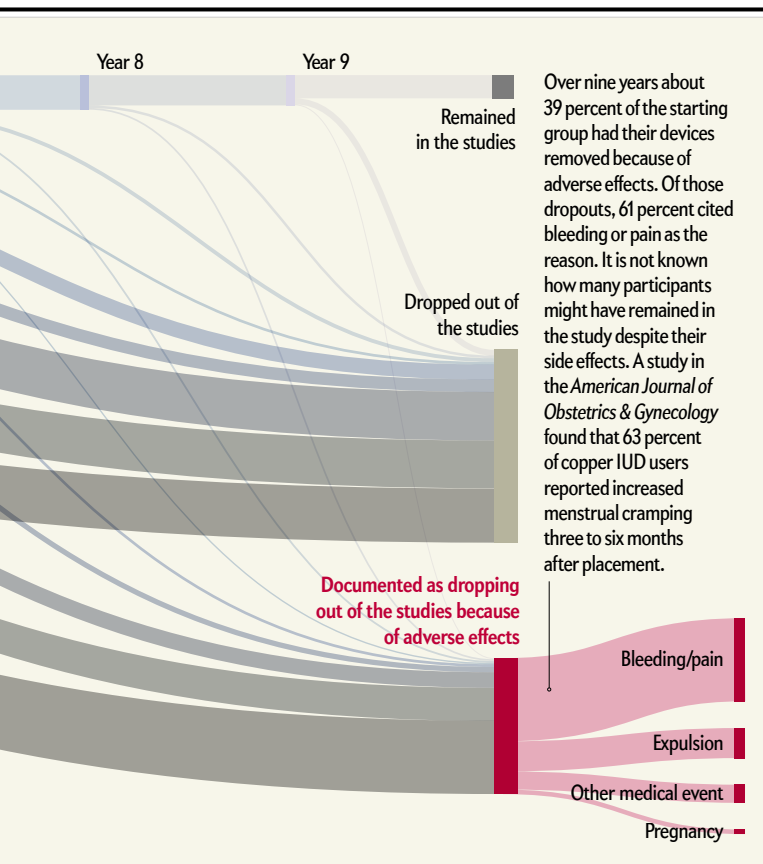 Year 8
Year 9
Remained
in the studies
Over nine years about
39 percent of the starting
group had their devices
removed because of
adverse effects. Of those
dropouts, 61 percent cited
bleeding or pain as the
reason. It is not known
how many participants
might have remained in
the study despite their
side effects. A study in
the American Journal of
Obstetrics & Gynecology
found that 63 percent
of copper IUD users
reported increased
menstrual cramping
three to six months
after placement.
Dropped out of
the studies
Documented as dropping
out of the studies because
of adverse effects
Bleeding/pain
Expulsion
Other medical event
Pregnancy